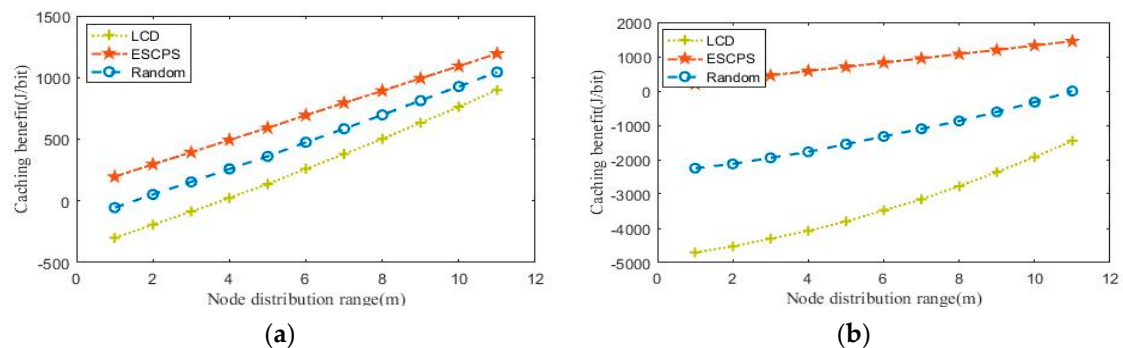 1500
1000
500
0
-500
Caching benefit(J/bit)
LCD
ESCPS
Random
0 2 4 6 8 10 12
Node distribution range(m)
(a)
2000
1000
0
-1000
-2000
-3000
-4000
-5000
Caching benefit(J/bit)
LCD
ESCPS
Random
0 2 4 6 8 10 12
Node distribution range(m)
(b)